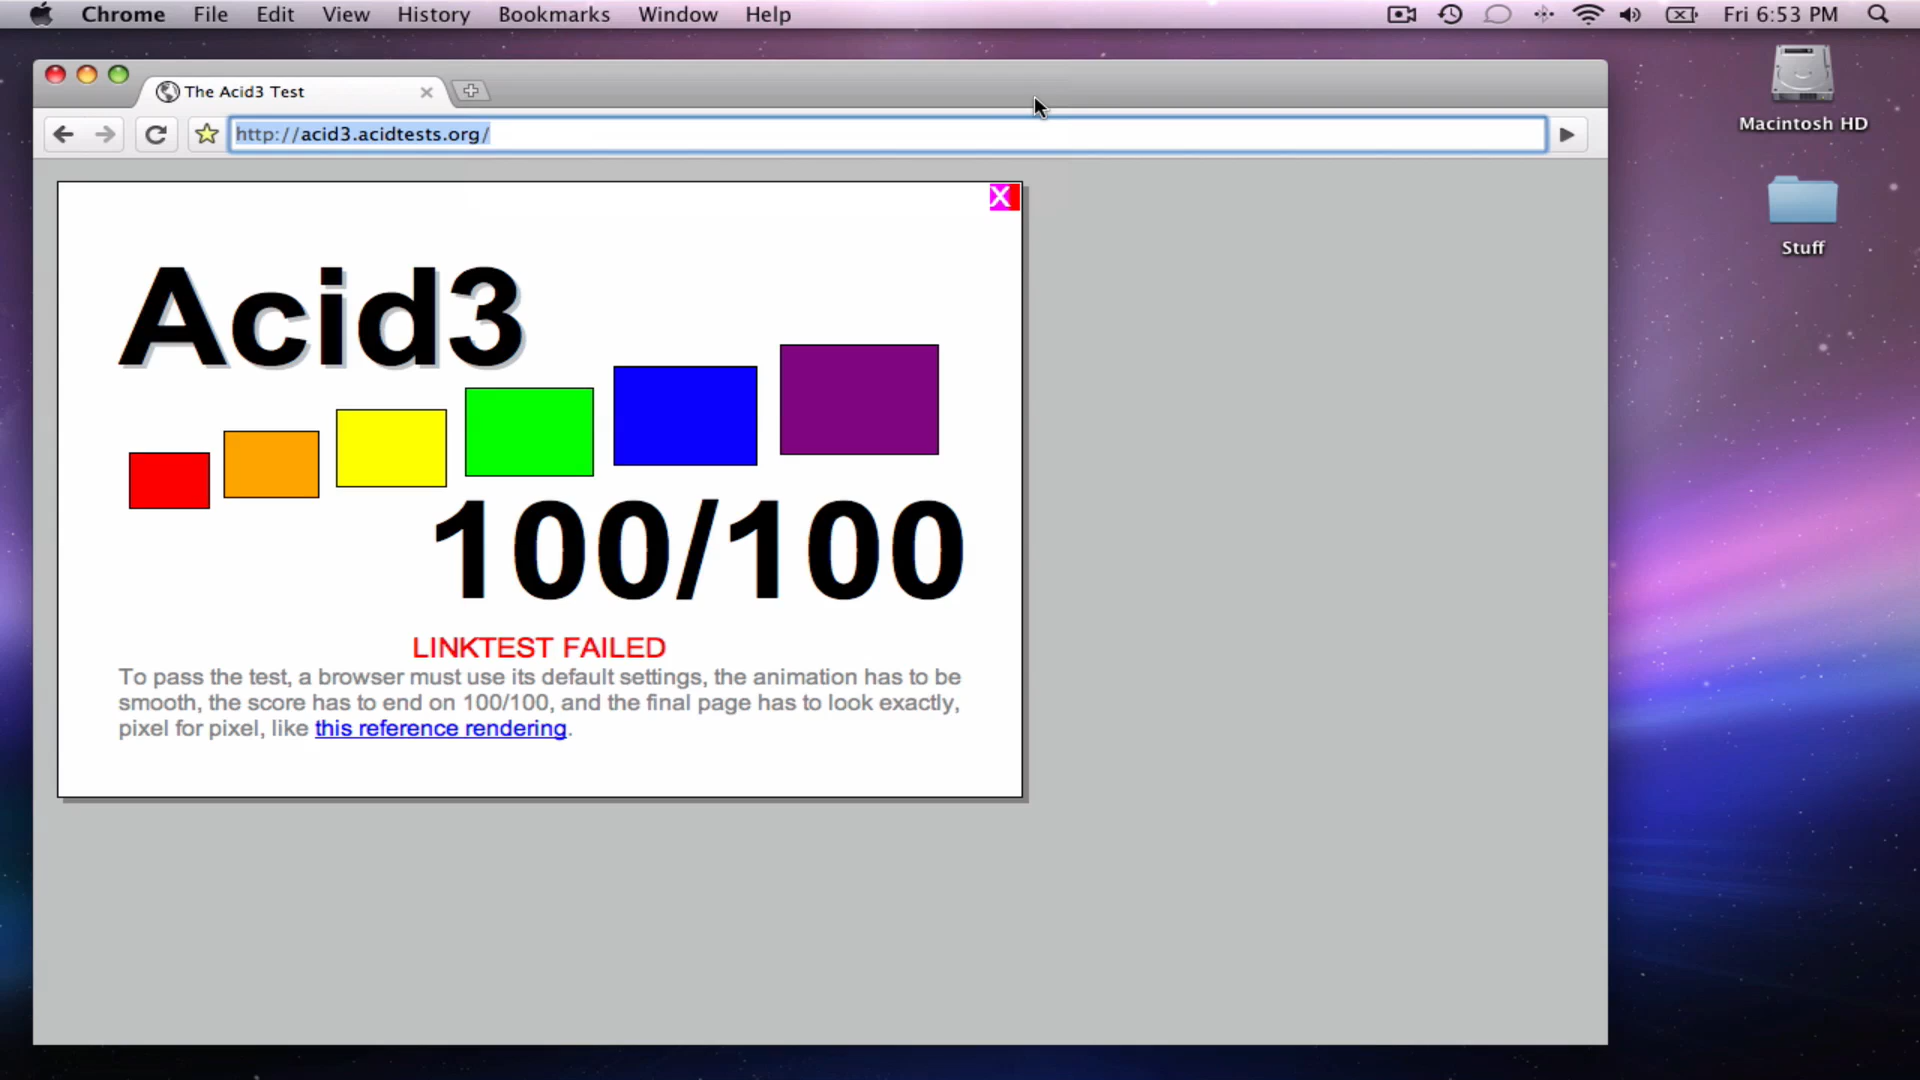 Chrome File Edit View History Bookmarks Window Help Fri 6:53 PM
The Acid3 Test
http://acid3.acidtests.org/
Macintosh HD
Stuff
X
Acid3
100/100
LINKTEST FAILED
To pass the test, a browser must use its default settings, the animation has to be
smooth, the score has to end on 100/100, and the final page has to look exactly,
pixel for pixel, like this reference rendering.